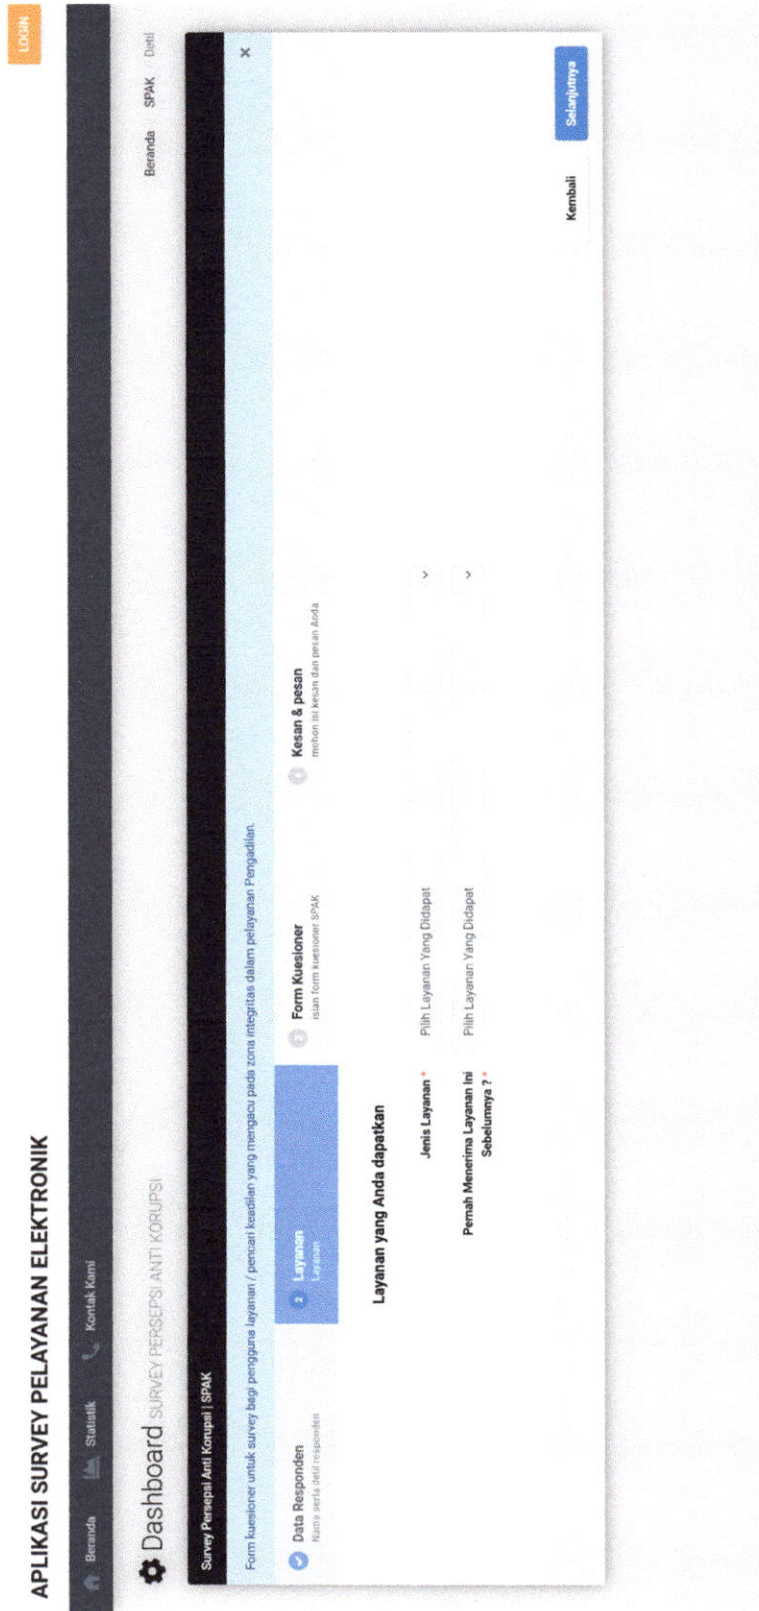 APLIKASI SURVEY PELAYANAN ELEKTRONIK
LOGIN
Beranda Statistik Kontak Kami
Dashboard SURVEY PERSEPSI ANTI KORUPSI
Beranda SPAK Detil
Survey Persepsi Anti Korupsi | SPAK
Form kuesioner untuk survey bagi pengguna layanan / pencari keadilan yang mengacu pada zona integritas dalam pelayanan Pengadilan.
×
Data Responden
Nama serta detil responden
2 Layanan
Layanan
Form Kuesioner
isian form kuesioner SPAK
Kesan & pesan
mohon isi kesan dan pesan Anda
Layanan yang Anda dapatkan
Jenis Layanan * Pilih Layanan Yang Didapat
Pernah Menerima Layanan Ini Pilih Layanan Yang Didapat
Sebelumnya ? *
Kembali Selanjutnya